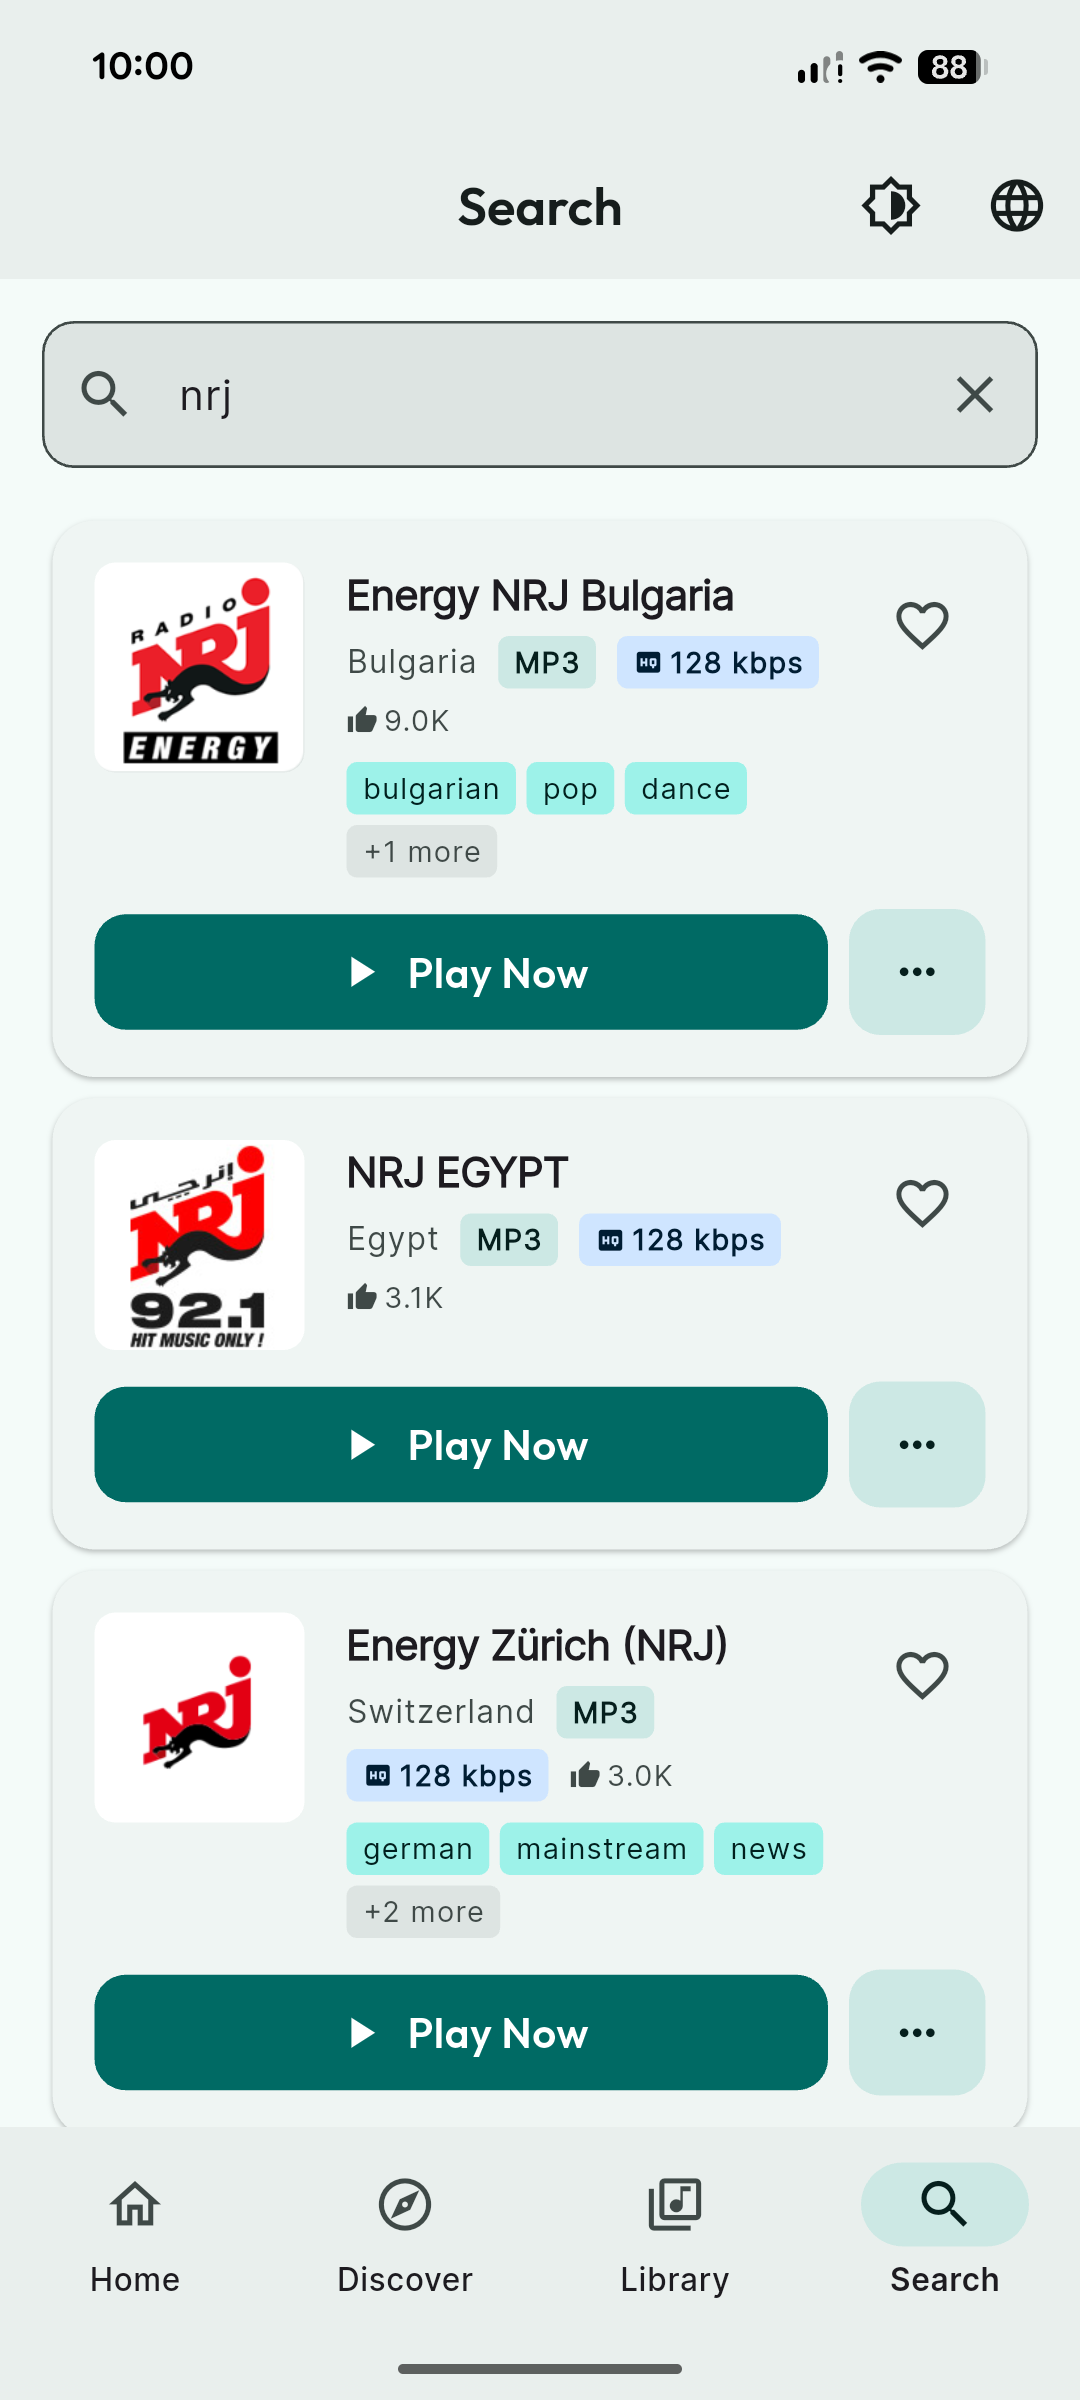 10:00
88
Search
nrj
RADIO
NRJ
ENERGY
Energy NRJ Bulgaria
Bulgaria MP3 HQ 128 kbps
9.0K
bulgarian pop dance
+1 more
Play Now
إنرجي
NRJ
92.1
HIT MUSIC ONLY !
NRJ EGYPT
Egypt MP3 HQ 128 kbps
3.1K
Play Now
NRJ
Energy Zürich (NRJ)
Switzerland MP3
HQ 128 kbps 3.0K
german mainstream news
+2 more
Play Now
Home Discover Library Search